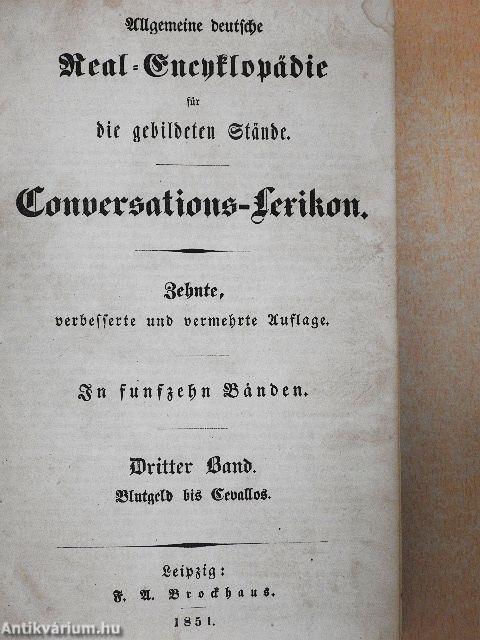 Allgemeine deutsche
Real-Encyklopädie
für
die gebildeten Stände.
Conversations-Lexikon.
Zehnte,
verbesserte und vermehrte Auflage.
In funfzehn Bänden.
Dritter Band.
Blutgeld bis Cevallos.
Leipzig:
F. A. Brockhaus.
1851.
Antikvárium.hu